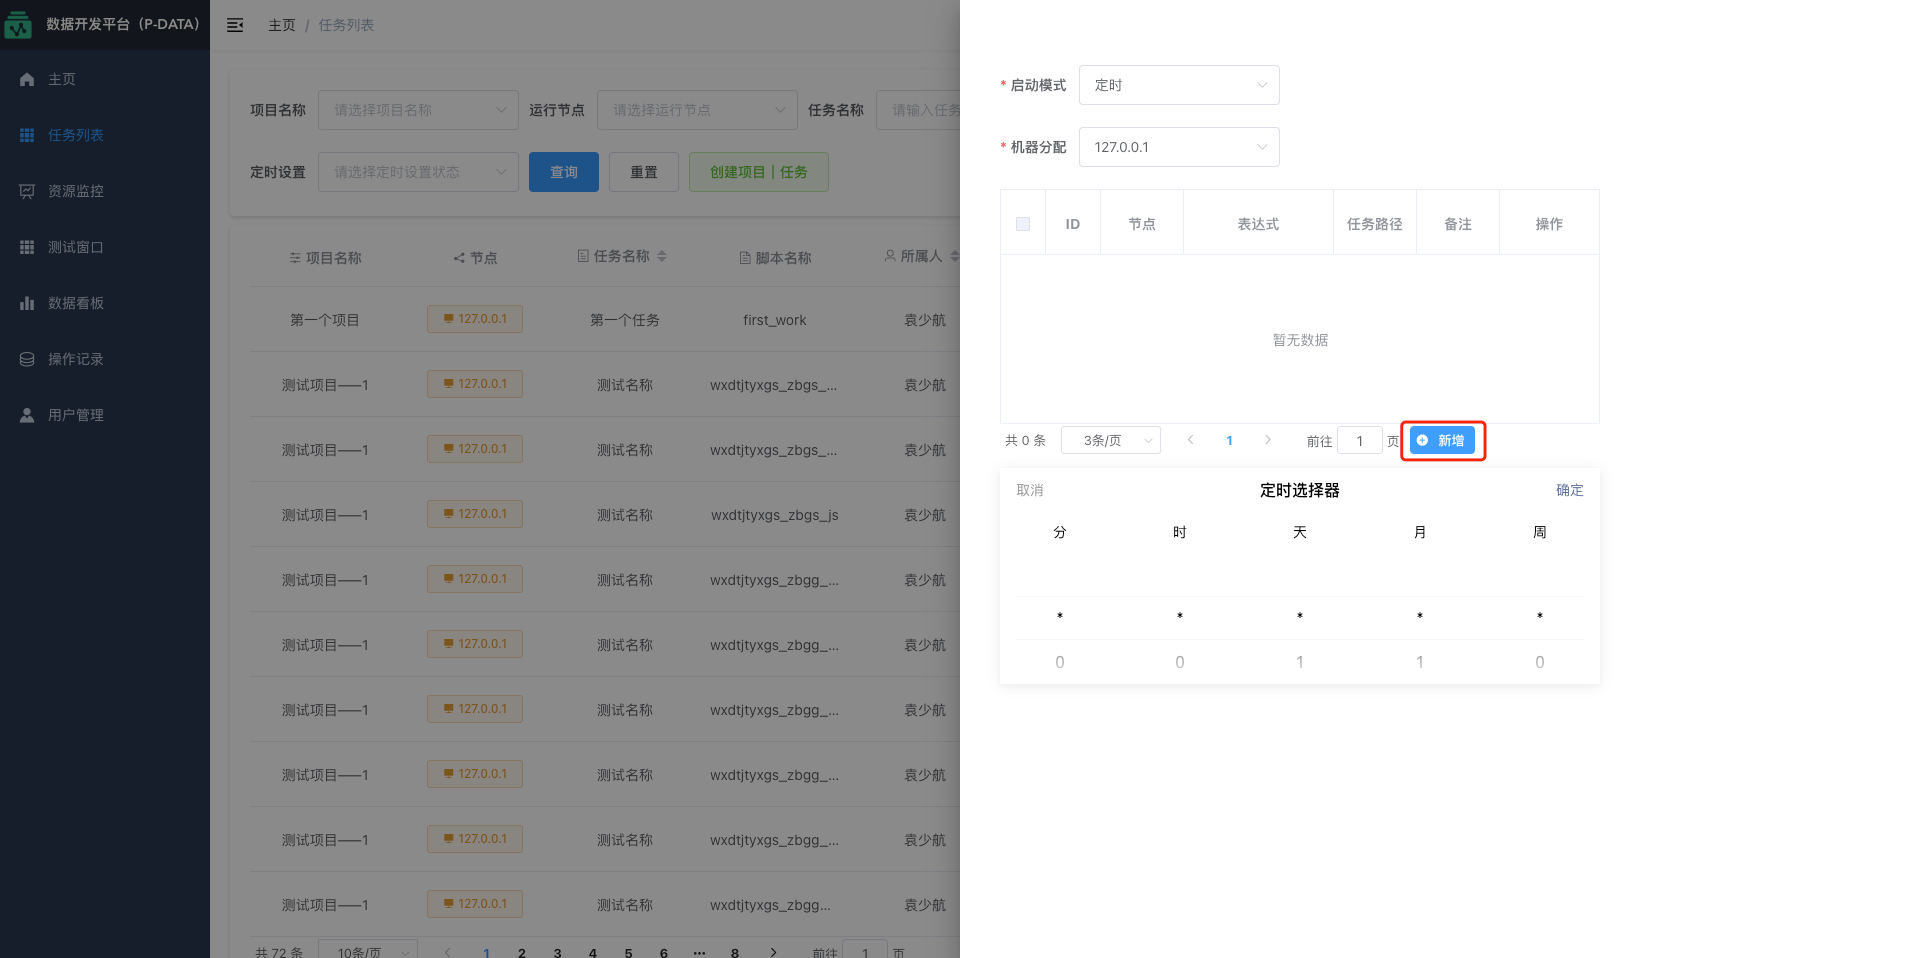 数据开发平台（P-DATA）
主页
任务列表
资源监控
测试窗口
数据看板
操作记录
用户管理
主页 / 任务列表
项目名称 请选择项目名称 运行节点 请选择运行节点 任务名称 请输入任务
定时设置 请选择定时设置状态 查询 重置 创建项目 | 任务
项目名称 节点 任务名称 脚本名称 所属人
第一个项目 127.0.0.1 第一个任务 first_work 袁少航
测试项目——1 127.0.0.1 测试名称 wxdtjtyxgs_zbgs_... 袁少航
测试项目——1 127.0.0.1 测试名称 wxdtjtyxgs_zbgs_... 袁少航
测试项目——1 127.0.0.1 测试名称 wxdtjtyxgs_zbgs_js 袁少航
测试项目——1 127.0.0.1 测试名称 wxdtjtyxgs_zbgg_... 袁少航
测试项目——1 127.0.0.1 测试名称 wxdtjtyxgs_zbgg_... 袁少航
测试项目——1 127.0.0.1 测试名称 wxdtjtyxgs_zbgg_... 袁少航
测试项目——1 127.0.0.1 测试名称 wxdtjtyxgs_zbgg_... 袁少航
测试项目——1 127.0.0.1 测试名称 wxdtjtyxgs_zbgg_... 袁少航
测试项目——1 127.0.0.1 测试名称 wxdtjtyxgs_zbgg... 袁少航
共 72 条 10条/页 1 2 3 4 5 6 ··· 8 前往 1 页
* 启动模式 定时
* 机器分配 127.0.0.1
ID 节点 表达式 任务路径 备注 操作
暂无数据
共 0 条 3条/页 1 前往 1 页 新增
取消 定时选择器 确定
分 时 天 月 周
* * * * *
0 0 1 1 0